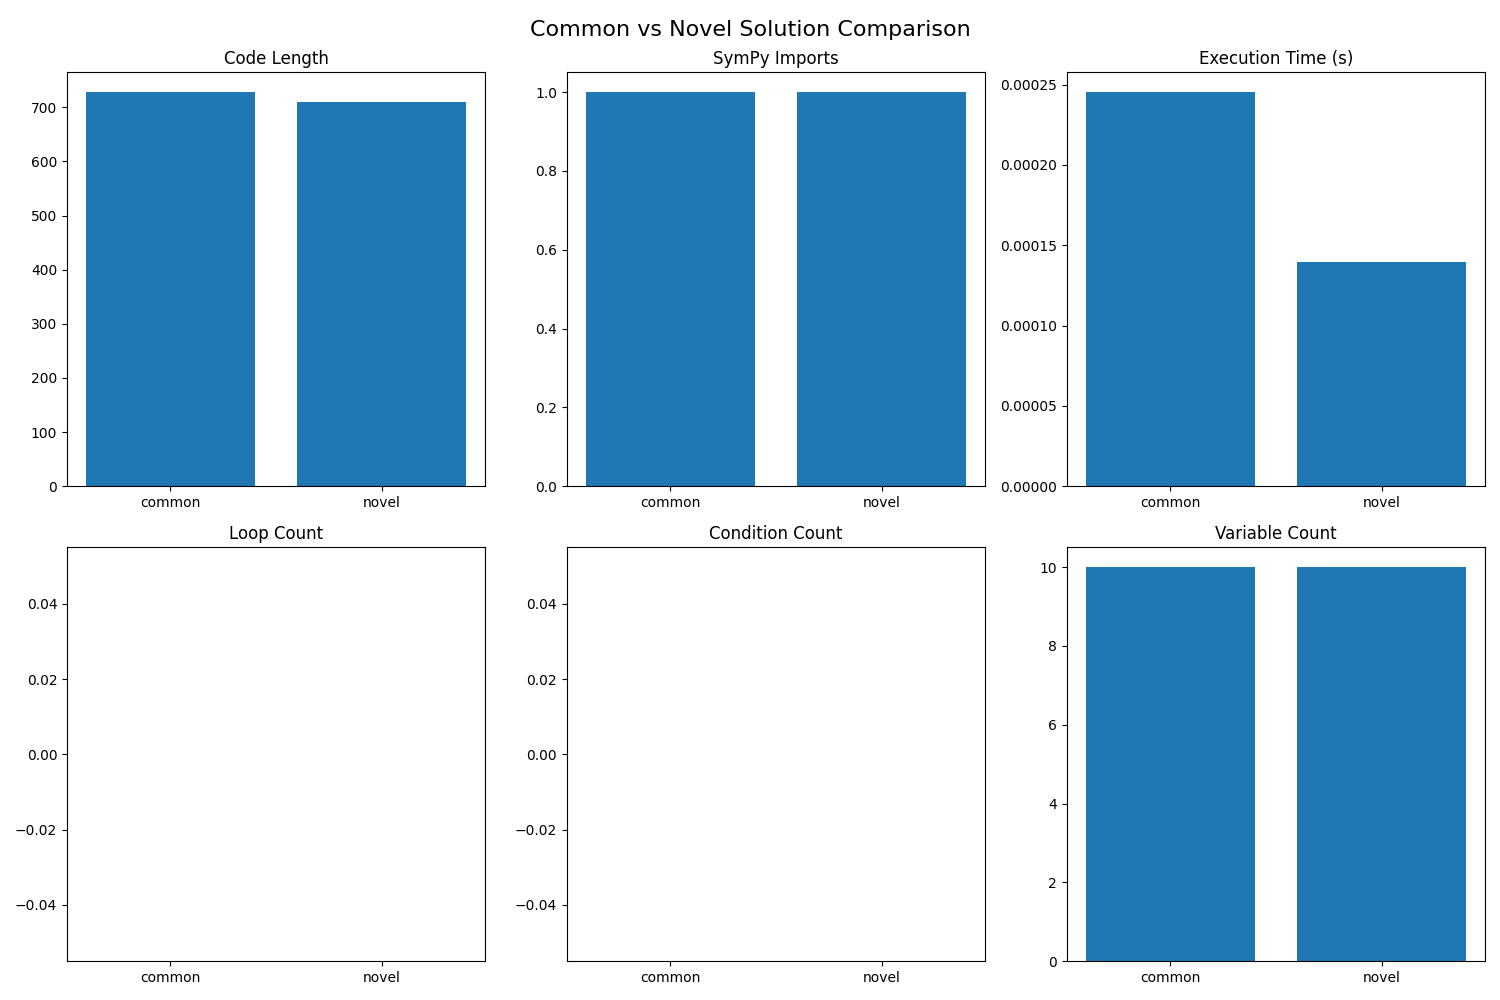 Common vs Novel Solution Comparison
Code Length
700
600
500
400
300
200
100
0
common novel
SymPy Imports
1.0
0.8
0.6
0.4
0.2
0.0
common novel
Execution Time (s)
0.00025
0.00020
0.00015
0.00010
0.00005
0.00000
common novel
Loop Count
0.04
0.02
0.00
−0.02
−0.04
common novel
Condition Count
0.04
0.02
0.00
−0.02
−0.04
common novel
Variable Count
10
8
6
4
2
0
common novel